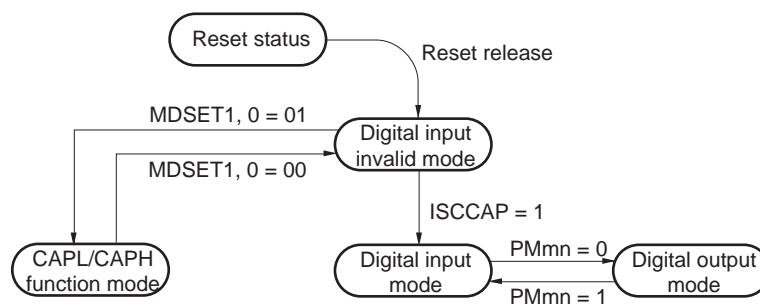 Reset status
Reset release
MDSET1, 0 = 01
Digital input
invalid mode
MDSET1, 0 = 00
ISCCAP = 1
CAPL/CAPH
function mode
Digital input
mode
PMmn = 0
PMmn = 1
Digital output
mode